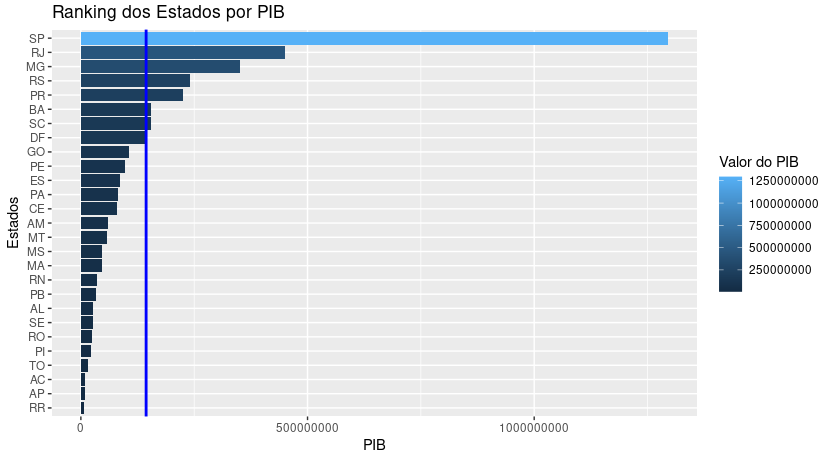 Ranking dos Estados por PIB
Estados
SP
RJ
MG
RS
PR
BA
SC
DF
GO
PE
ES
PA
CE
AM
MT
MS
MA
RN
PB
AL
SE
RO
PI
TO
AC
AP
RR
0
500000000
1000000000
PIB
Valor do PIB
1250000000
1000000000
750000000
500000000
250000000